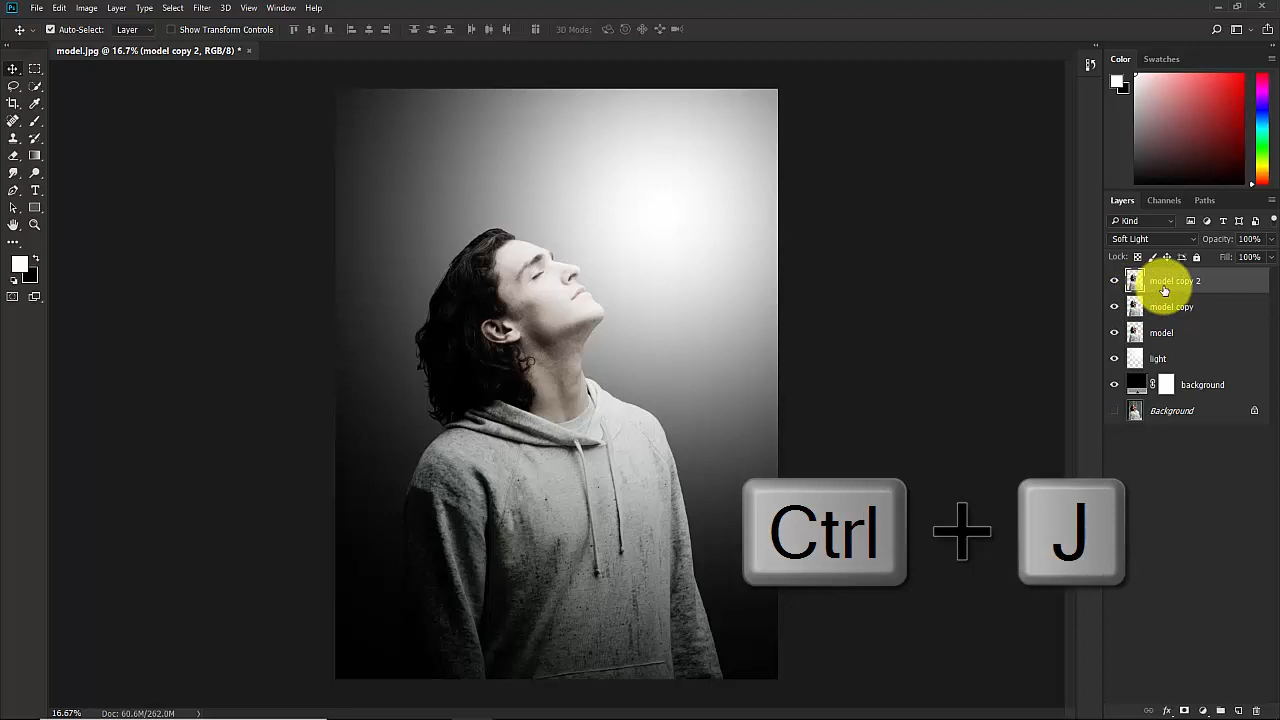 Ps File Edit Image Layer Type Select Filter 3D View Window Help
Auto-Select: Layer Show Transform Controls 3D Mode:
model.jpg @ 16.7% (model copy 2, RGB/8) * ×
Color Swatches
Layers Channels Paths
Kind
Soft Light Opacity: 100%
Lock: Fill: 100%
model copy 2
model copy
model
light
background
Background
Ctrl + J
16.67% Doc: 60.6M/262.0M